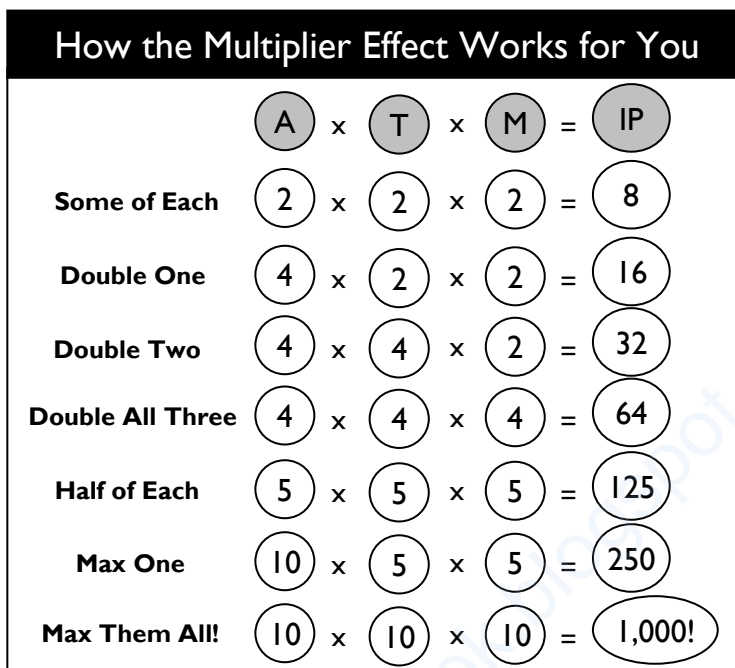 How the Multiplier Effect Works for You
A x T x M = IP
Some of Each 2 x 2 x 2 = 8
Double One 4 x 2 x 2 = 16
Double Two 4 x 4 x 2 = 32
Double All Three 4 x 4 x 4 = 64
Half of Each 5 x 5 x 5 = 125
Max One 10 x 5 x 5 = 250
Max Them All! 10 x 10 x 10 = 1,000!